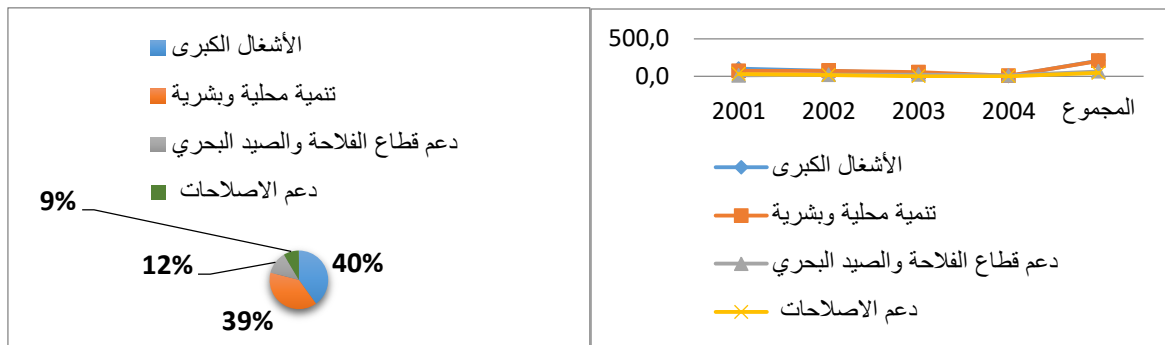 الأشغال الكبرى
تنمية محلية وبشرية
دعم قطاع الفلاحة والصيد البحري
دعم الاصلاحات
9%
12%
40%
39%
500,0
0,0
2001 2002 2003 2004 المجموع
الأشغال الكبرى
تنمية محلية وبشرية
دعم قطاع الفلاحة والصيد البحري
دعم الاصلاحات